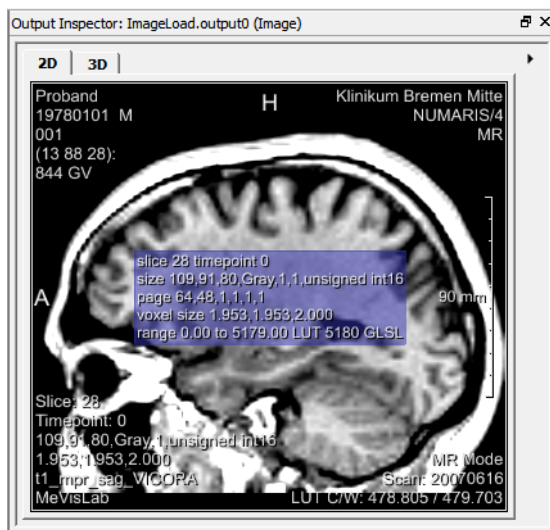 Output Inspector: ImageLoad.output0 (Image)
2D
3D
Proband
19780101 M
001
(13 88 28):
844 GV
H
Klinikum Bremen Mitte
NUMARIS/4
MR
slice 28 timepoint 0
size 109,91,80,Gray,1,1,unsigned int16
page 64,48,1,1,1,1
voxel size 1.953,1.953,2.000
range 0.00 to 5179.00 LUT 5180 GLSL
A
90 mm
Slice: 28
Timepoint: 0
109,91,80,Gray,1,unsigned int16
1.953,1.953,2.000
t1_mpr_sag_VICORA
MeVisLab
MR Mode
Scan: 20070616
LUT C/W: 478.805 / 479.703